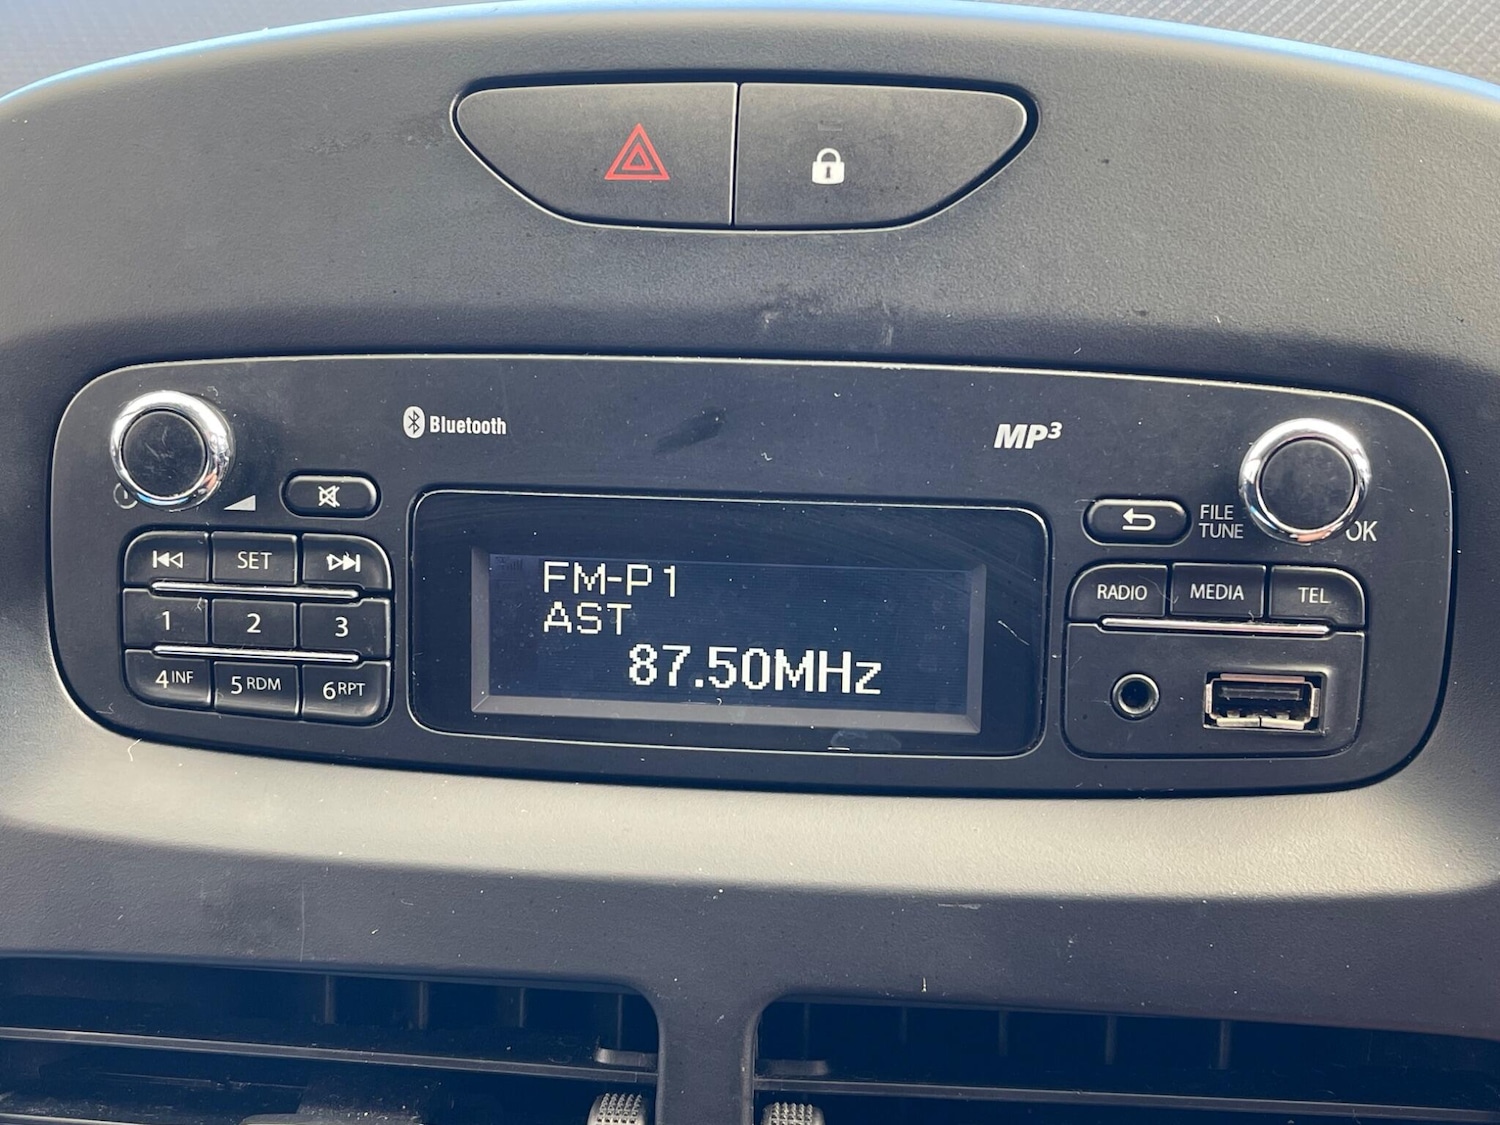 Bluetooth
MP3
FILE
TUNE
OK
SET
1
2
3
4 INF
5 RDM
6 RPT
FM-P1
AST
87.50MHz
RADIO
MEDIA
TEL